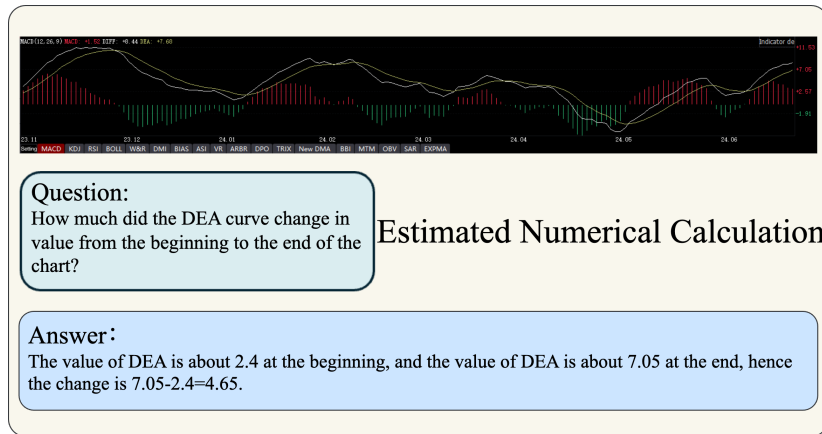 MACD(12,26,9) MACD: +1.52 DIFF: +8.44 DEA: +7.68
Indicator de
+11.53
+7.05
+2.57
-1.91
23.11 23.12 24.01 24.02 24.03 24.04 24.05 24.06
Setting MACD KDJ RSI BOLL W&R DMI BIAS ASI VR ARBR DPO TRIX New DMA BBI MTM OBV SAR EXPMA
Question:
How much did the DEA curve change in
value from the beginning to the end of the
chart?
Estimated Numerical Calculation
Answer：
The value of DEA is about 2.4 at the beginning, and the value of DEA is about 7.05 at the end, hence
the change is 7.05-2.4=4.65.